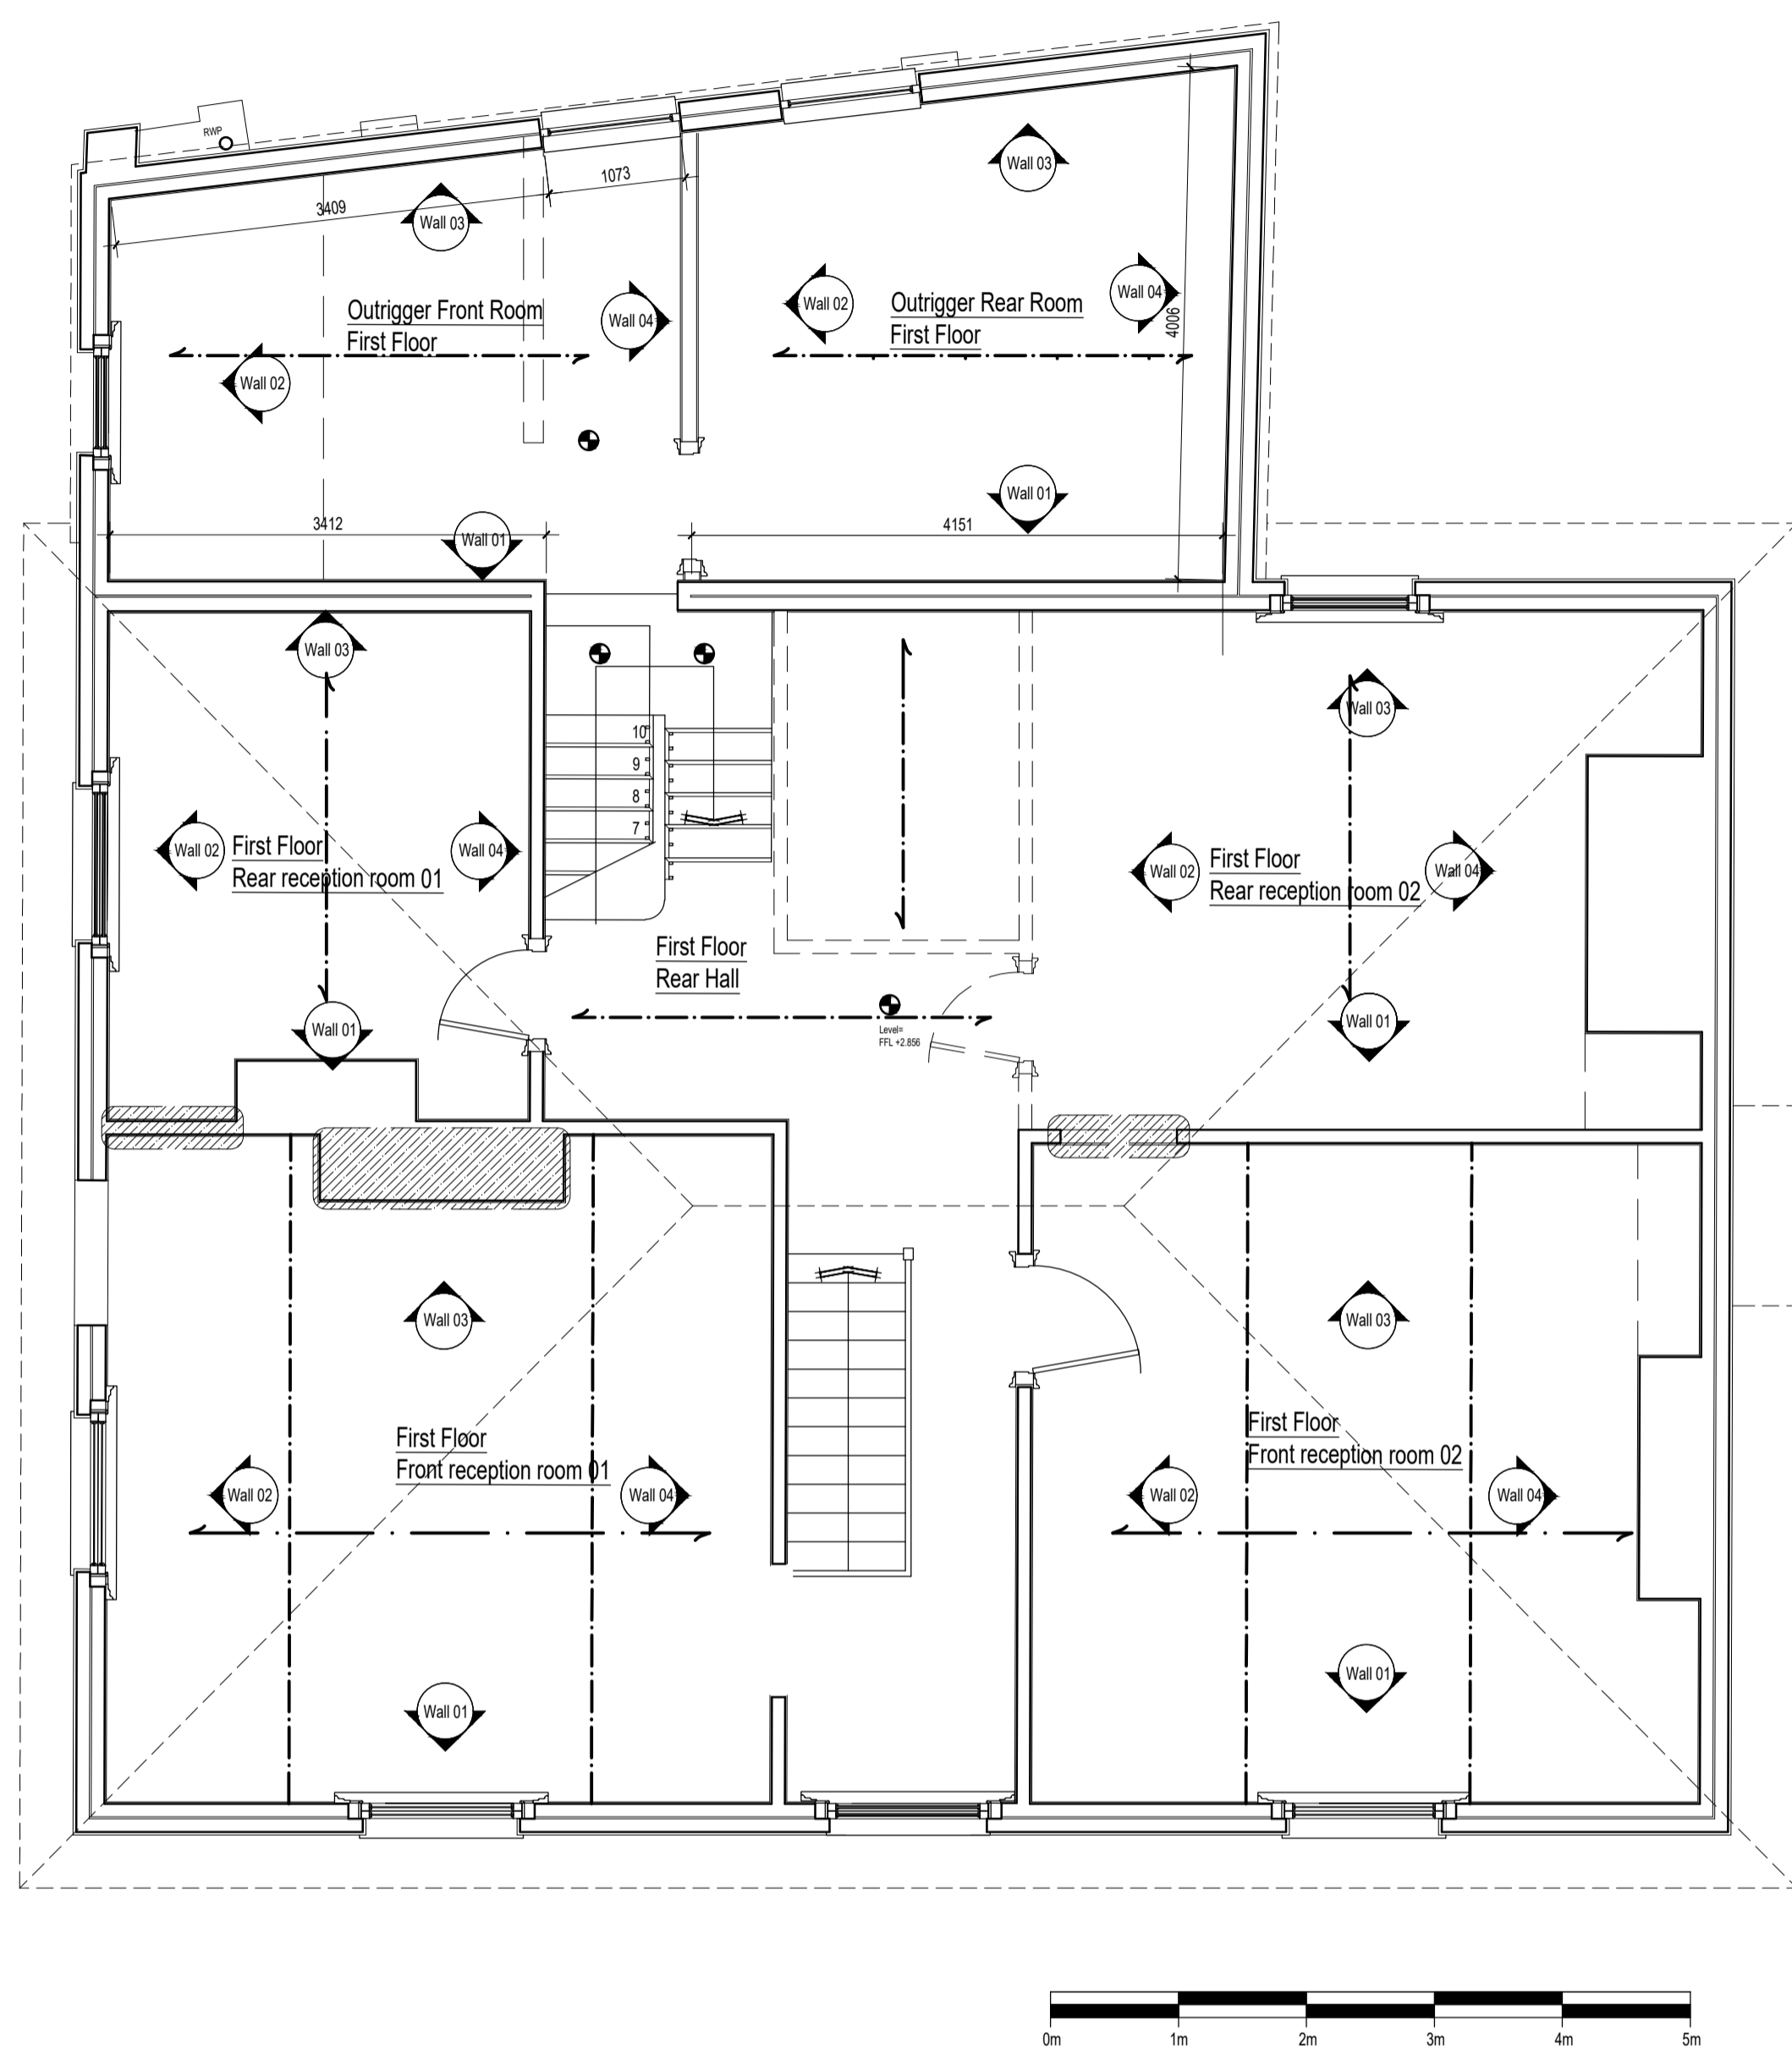 RWP
1073
3409
Wall 03
Wall 03
Outrigger Front Room
First Floor
Wall 04
Wall 02
Outrigger Rear Room
First Floor
Wall 04
4006
Wall 02
Wall 01
3412
Wall 01
4151
Wall 03
Wall 03
10
9
8
7
Wall 02
First Floor
Rear reception room 01
Wall 04
Wall 02
First Floor
Rear reception room 02
Wall 04
First Floor
Rear Hall
Wall 01
Level=
FFL +2.856
Wall 01
Wall 03
Wall 03
First Floor
Front reception room 01
First Floor
Front reception room 02
Wall 02
Wall 04
Wall 02
Wall 04
Wall 01
Wall 01
0m
1m
2m
3m
4m
5m